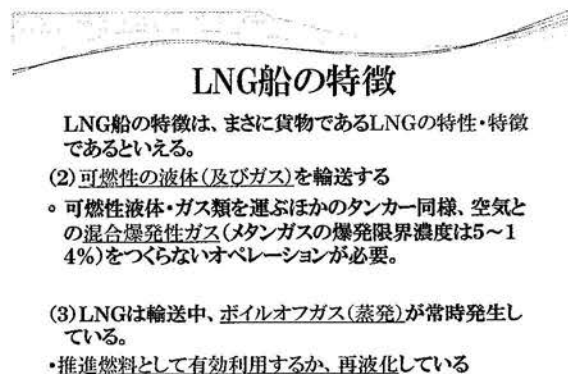 LNG船の特徴
LNG船の特徴は、まさに貨物であるLNGの特性・特徴
であるといえる。
(2)可燃性の液体(及びガス)を輸送する
。可燃性液体・ガス類を運ぶほかのタンカー同様、空気と
の混合爆発性ガス(メタンガスの爆発限界濃度は5～1
4%)をつくらないオペレーションが必要。
(3)LNGは輸送中、ボイルオフガス(蒸発)が常時発生し
ている。
・推進燃料として有効利用するか、再液化している